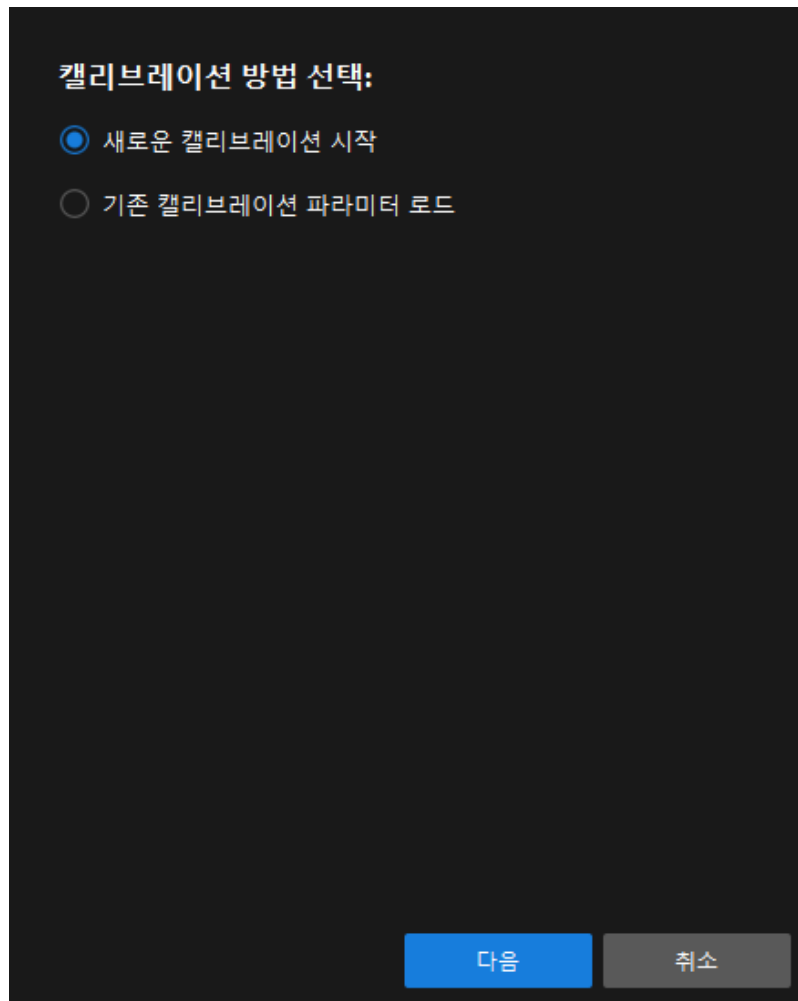 캘리브레이션 방법 선택:
새로운 캘리브레이션 시작
기존 캘리브레이션 파라미터 로드
다음
취소